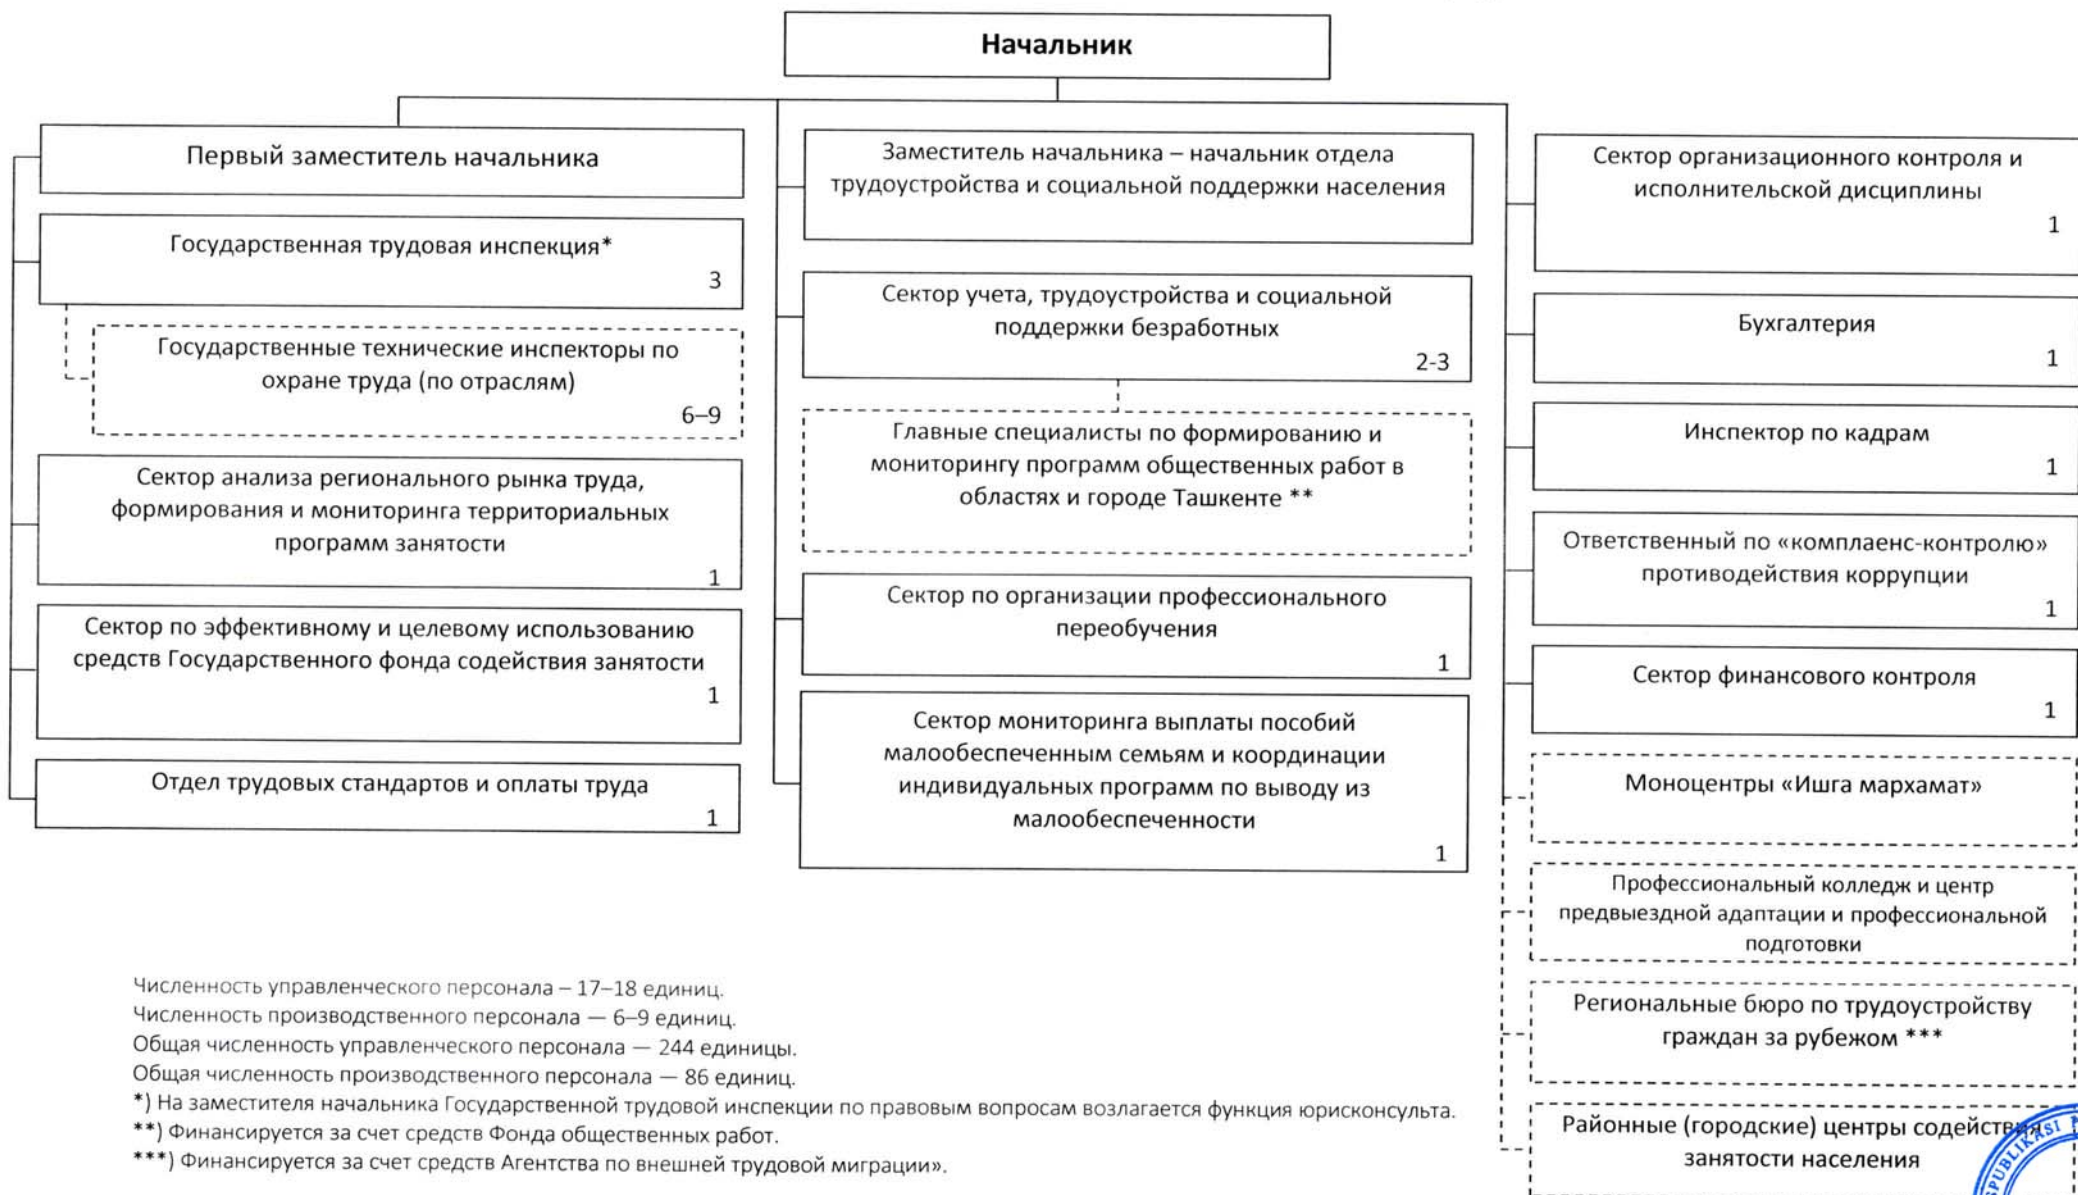 Начальник
Первый заместитель начальника
Государственная трудовая инспекция*
3
Государственные технические инспекторы по
охране труда (по отраслям)
6–9
Сектор анализа регионального рынка труда,
формирования и мониторинга территориальных
программ занятости
1
Сектор по эффективному и целевому использованию
средств Государственного фонда содействия занятости
1
Отдел трудовых стандартов и оплаты труда
1
Заместитель начальника – начальник отдела
трудоустройства и социальной поддержки населения
Сектор учета, трудоустройства и социальной
поддержки безработных
2-3
Главные специалисты по формированию и
мониторингу программ общественных работ в
областях и городе Ташкенте **
Сектор по организации профессионального
переобучения
1
Сектор мониторинга выплаты пособий
малообеспеченным семьям и координации
индивидуальных программ по выводу из
малообеспеченности
1
Сектор организационного контроля и
исполнительской дисциплины
1
Бухгалтерия
1
Инспектор по кадрам
1
Ответственный по «комплаенс-контролю»
противодействия коррупции
1
Сектор финансового контроля
1
Моноцентры «Ишга мархамат»
Профессиональный колледж и центр
предвыездной адаптации и профессиональной
подготовки
Региональные бюро по трудоустройству
граждан за рубежом ***
Районные (городские) центры содействия
занятости населения
Численность управленческого персонала – 17–18 единиц.
Численность производственного персонала — 6–9 единиц.
Общая численность управленческого персонала — 244 единицы.
Общая численность производственного персонала — 86 единиц.
*) На заместителя начальника Государственной трудовой инспекции по правовым вопросам возлагается функция юрисконсульта.
**) Финансируется за счет средств Фонда общественных работ.
***) Финансируется за счет средств Агентства по внешней трудовой миграции».